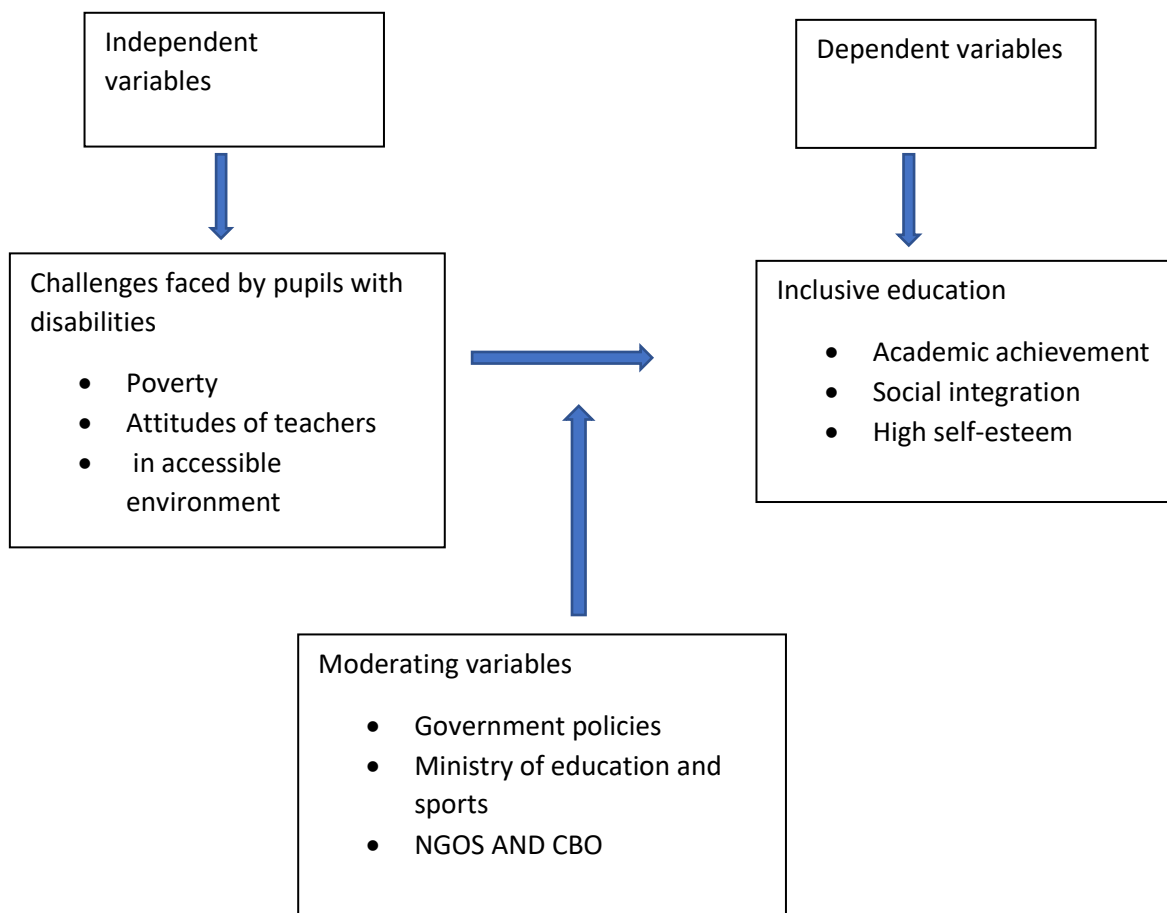 Independent
variables
Dependent variables
Challenges faced by pupils with
disabilities
• Poverty
• Attitudes of teachers
• in accessible
environment
Inclusive education
• Academic achievement
• Social integration
• High self-esteem
Moderating variables
• Government policies
• Ministry of education and
sports
• NGOS AND CBO